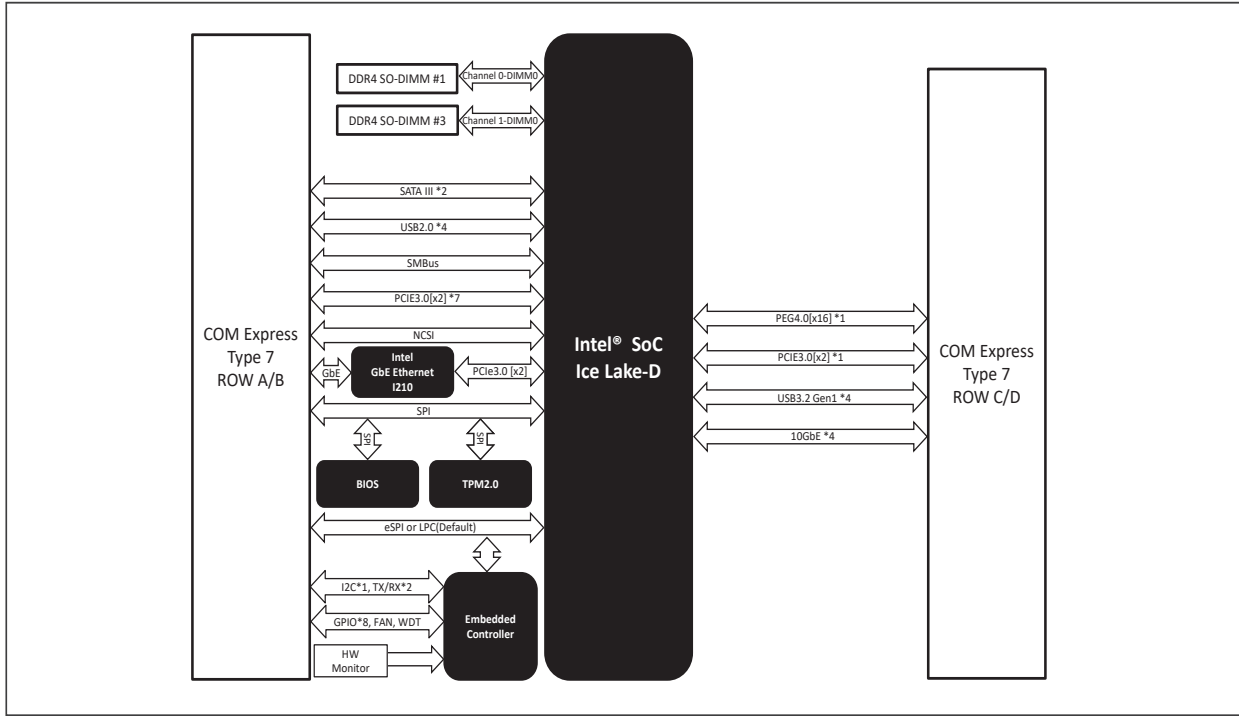 DDR4 SO-DIMM #1
Channel 0-DIMM0
DDR4 SO-DIMM #3
Channel 1-DIMM0
SATA III *2
USB2.0 *4
SMBus
PCIE3.0[x2] *7
NCSI
COM Express
Type 7
ROW A/B
GbE
Intel
GbE Ethernet
I210
PCIe3.0 [x2]
SPI
SPI
SPI
BIOS
TPM2.0
eSPI or LPC(Default)
I2C*1, TX/RX*2
GPIO*8, FAN, WDT
HW
Monitor
Embedded
Controller
Intel® SoC
Ice Lake-D
PEG4.0[x16] *1
PCIE3.0[x2] *1
USB3.2 Gen1 *4
10GbE *4
COM Express
Type 7
ROW C/D